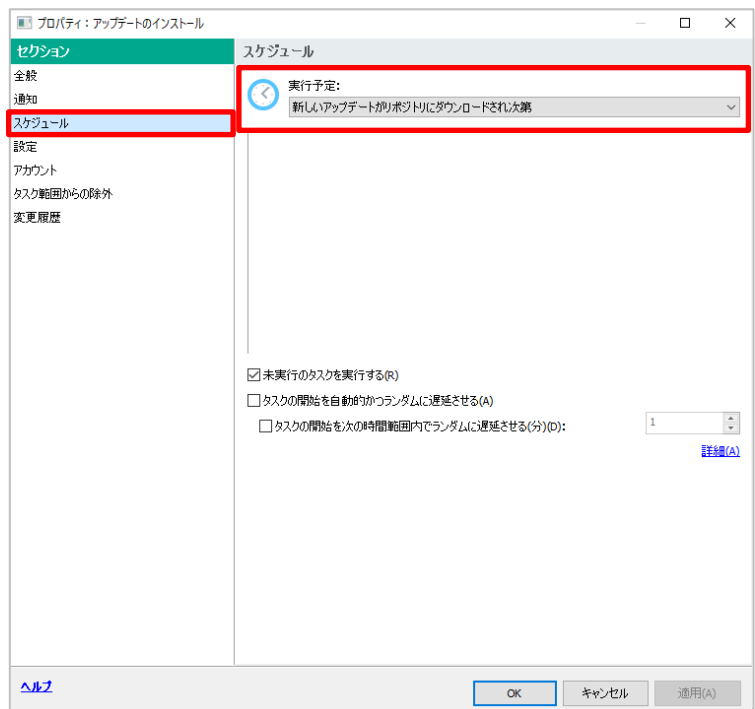 プロパティ：アップデートのインストール
セクション
全般
通知
スケジュール
設定
アカウント
タスク範囲からの除外
変更履歴
スケジュール
実行予定:
新しいアップデートがリポジトリにダウンロードされ次第
未実行のタスクを実行する(R)
タスクの開始を自動的かつランダムに遅延させる(A)
タスクの開始を次の時間範囲内でランダムに遅延させる(分)(D):
1
詳細(A)
ヘルプ
OK
キャンセル
適用(A)